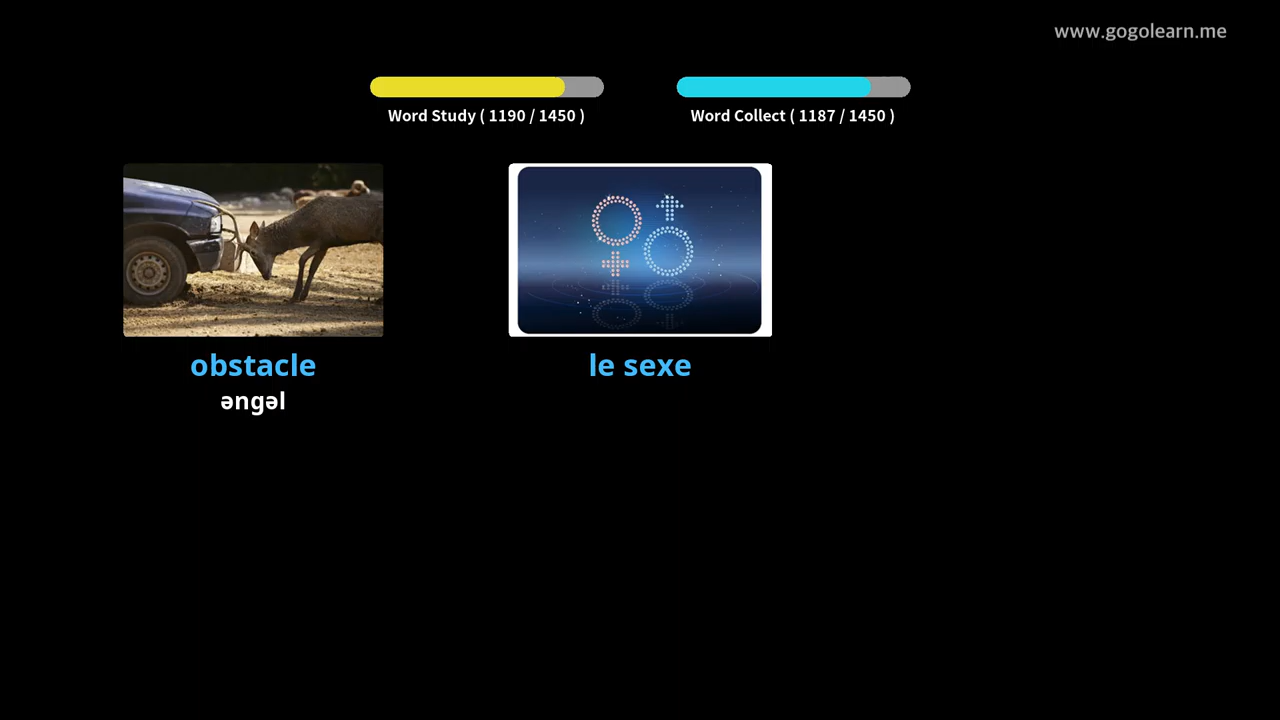 www.gogolearn.me
Word Study ( 1190 / 1450 )
Word Collect ( 1187 / 1450 )
obstacle
əngəl
le sexe